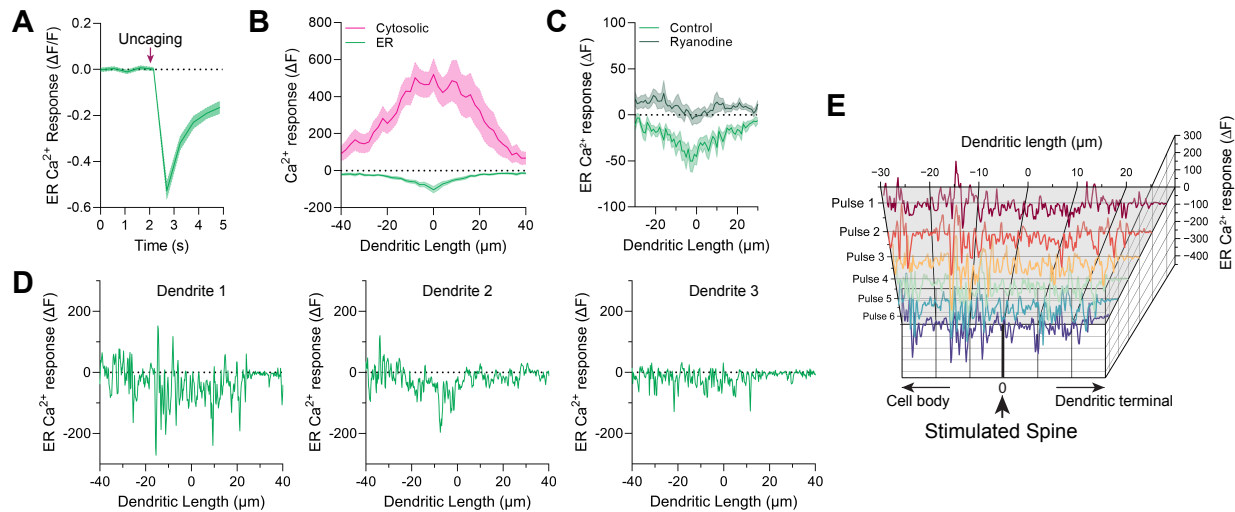 A
ER Ca²⁺ Response (ΔF/F)
0.2
0.0
-0.2
-0.4
-0.6
Uncaging
0 1 2 3 4 5
Time (s)
B
Ca²⁺ response (ΔF)
800
600
400
200
0
-200
Cytosolic
ER
-40 -20 0 20 40
Dendritic Length (μm)
C
ER Ca²⁺ response (ΔF)
100
50
0
-50
-100
Control
Ryanodine
-20 0 20
Dendritic Length (μm)
D
Dendrite 1
ER Ca²⁺ response (ΔF)
200
0
-200
-40 -20 0 20 40
Dendritic Length (μm)
Dendrite 2
ER Ca²⁺ response (ΔF)
200
0
-200
-40 -20 0 20 40
Dendritic Length (μm)
Dendrite 3
ER Ca²⁺ response (ΔF)
200
0
-200
-40 -20 0 20 40
Dendritic Length (μm)
E
Dendritic length (μm)
-30 -20 -10 0 10 20
300
200
100
0
-100
-200
-300
-400
ER Ca²⁺ response (ΔF)
Pulse 1
Pulse 2
Pulse 3
Pulse 4
Pulse 5
Pulse 6
0
Cell body
Dendritic terminal
Stimulated Spine